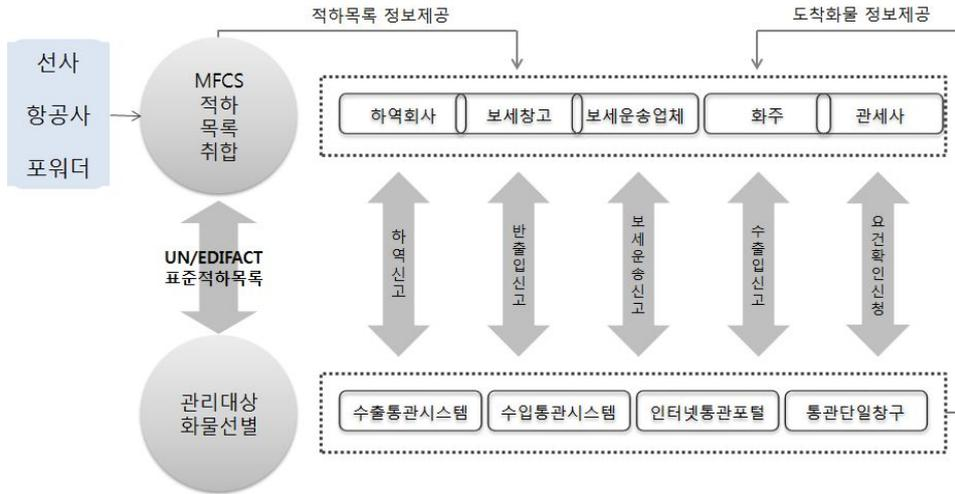 적하목록 정보제공
도착화물 정보제공
선사
항공사
포워더
MFCS
적하
목록
취합
하역회사
보세창고
보세운송업체
화주
관세사
UN/EDIFACT
표준적하목록
하역신고
반출입신고
보세운송신고
수출입신고
요건확인신청
관리대상
화물선별
수출통관시스템
수입통관시스템
인터넷통관포털
통관단일창구